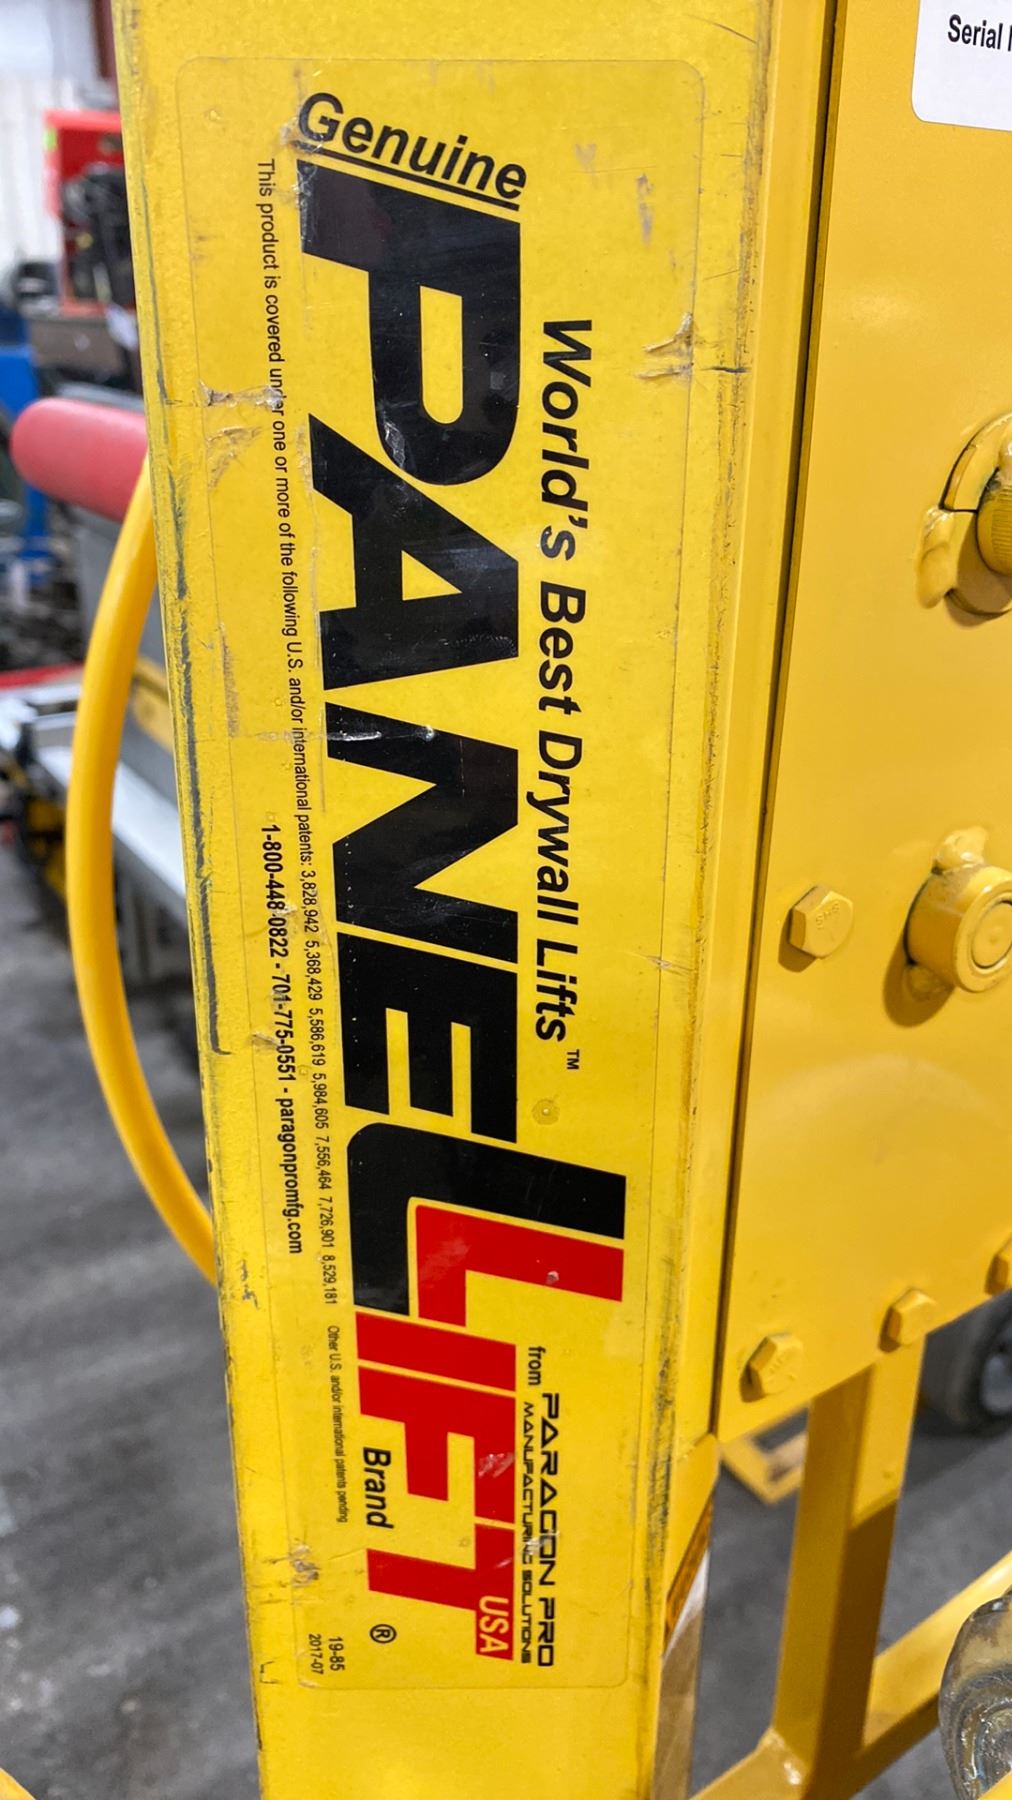 Genuine
World's Best Drywall Lifts™
PANELLIFT
Brand
®
USA
from PARAGON PRO
MANUFACTURING SOLUTIONS
This product is covered under one or more of the following U.S. and/or international patents: 3,828,942 5,368,429 5,586,619 5,984,605 7,556,464 7,726,901 8,529,181 Other U.S. and/or international patents pending
1-800-448-0822 - 701-775-0551 - paragonpromfg.com
19-85
2017-07
Serial